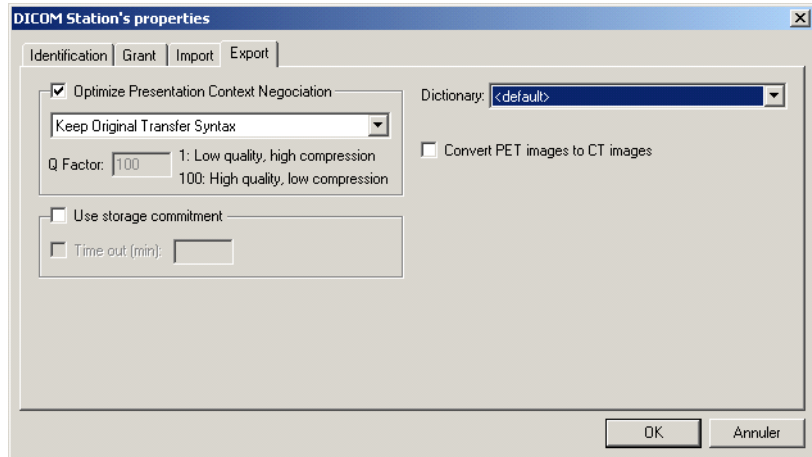 DICOM Station's properties
Identification Grant Import Export
Optimize Presentation Context Negociation
Keep Original Transfer Syntax
Q Factor: 100
1: Low quality, high compression
100: High quality, low compression
Use storage commitment
Time out (min):
Dictionary: <default>
Convert PET images to CT images
OK Annuler